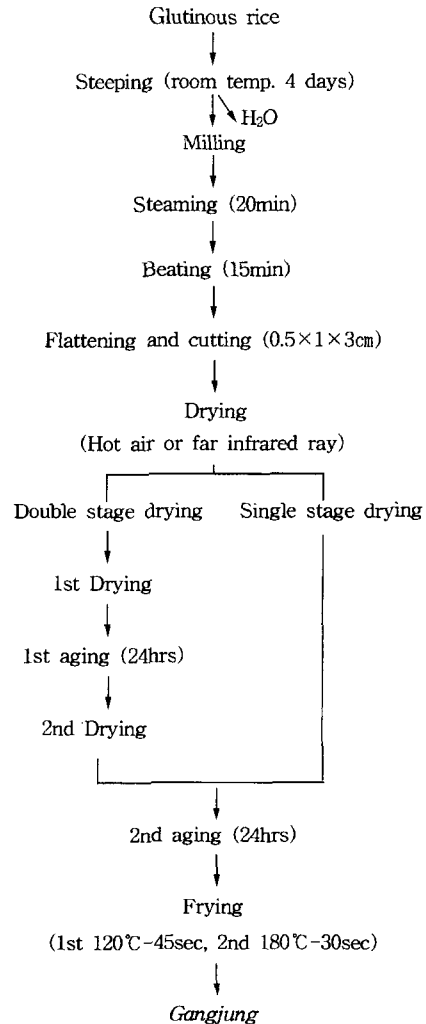 Glutinous rice
Steeping (room temp. 4 days)
H₂O
Milling
Steaming (20min)
Beating (15min)
Flattening and cutting (0.5×1×3㎝)
Drying
(Hot air or far infrared ray)
Double stage drying Single stage drying
1st Drying
1st aging (24hrs)
2nd Drying
2nd aging (24hrs)
Frying
(1st 120℃-45sec, 2nd 180℃-30sec)
Gangjung